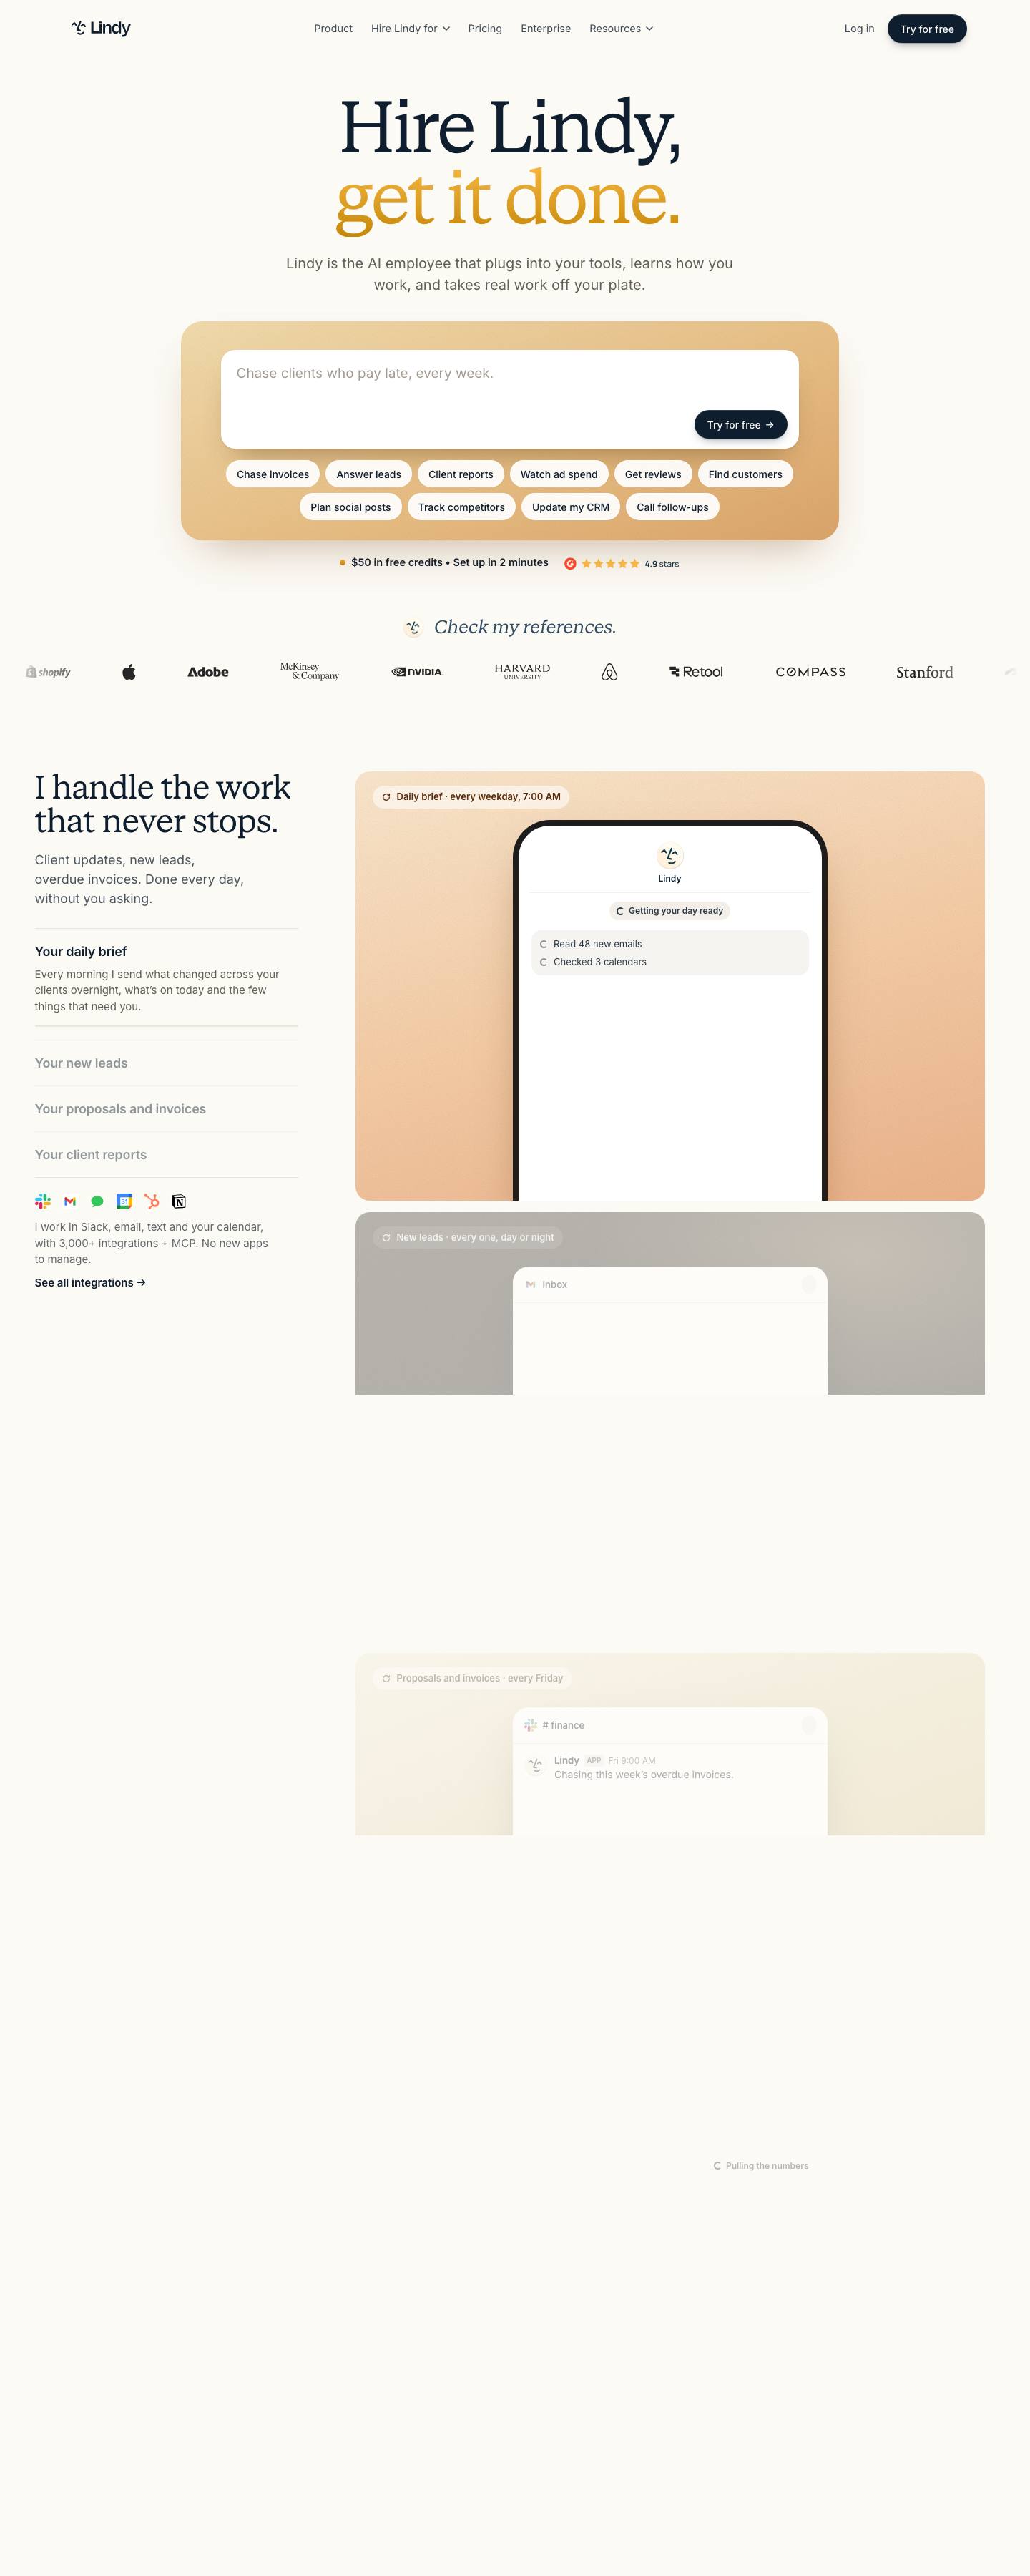 Lindy
Product
Hire Lindy for
Pricing
Enterprise
Resources
Log in
Try for free
Hire Lindy,
get it done.
Lindy is the AI employee that plugs into your tools, learns how you
work, and takes real work off your plate.
Chase clients who pay late, every week.
Try for free →
Chase invoices
Answer leads
Client reports
Watch ad spend
Get reviews
Find customers
Plan social posts
Track competitors
Update my CRM
Call follow-ups
$50 in free credits • Set up in 2 minutes
4.9 stars
Check my references.
shopify
Adobe
McKinsey
& Company
NVIDIA
HARVARD
UNIVERSITY
Retool
COMPASS
Stanford
I handle the work
that never stops.
Client updates, new leads,
overdue invoices. Done every day,
without you asking.
Your daily brief
Every morning I send what changed across your
clients overnight, what's on today and the few
things that need you.
Your new leads
Your proposals and invoices
Your client reports
31
I work in Slack, email, text and your calendar,
with 3,000+ integrations + MCP. No new apps
to manage.
See all integrations →
Daily brief · every weekday, 7:00 AM
Lindy
Getting your day ready
Read 48 new emails
Checked 3 calendars
New leads · every one, day or night
Inbox
Proposals and invoices · every Friday
# finance
Lindy APP Fri 9:00 AM
Chasing this week's overdue invoices.
Pulling the numbers